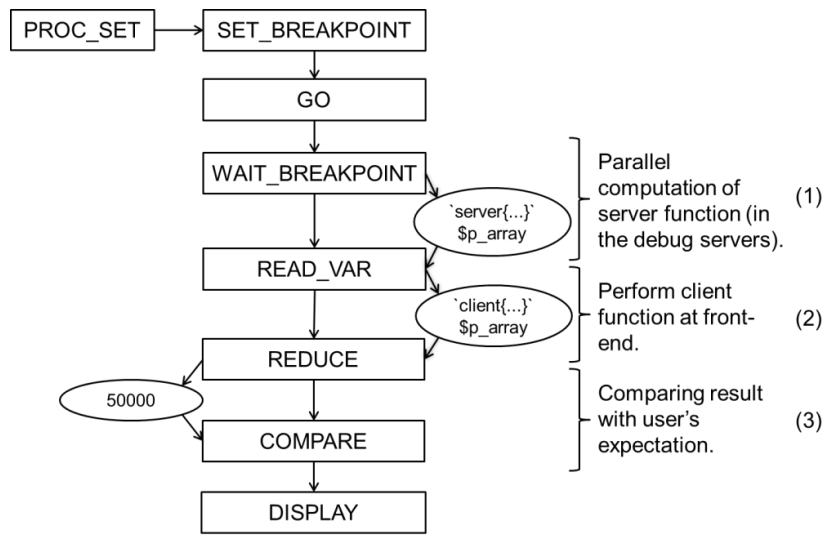 PROC_SET
SET_BREAKPOINT
GO
WAIT_BREAKPOINT
`server{...}`
$p_array
Parallel
computation of
server function (in
the debug servers).
(1)
READ_VAR
`client{...}`
$p_array
Perform client
function at front-
end.
(2)
REDUCE
50000
Comparing result
with user’s
expectation.
(3)
COMPARE
DISPLAY